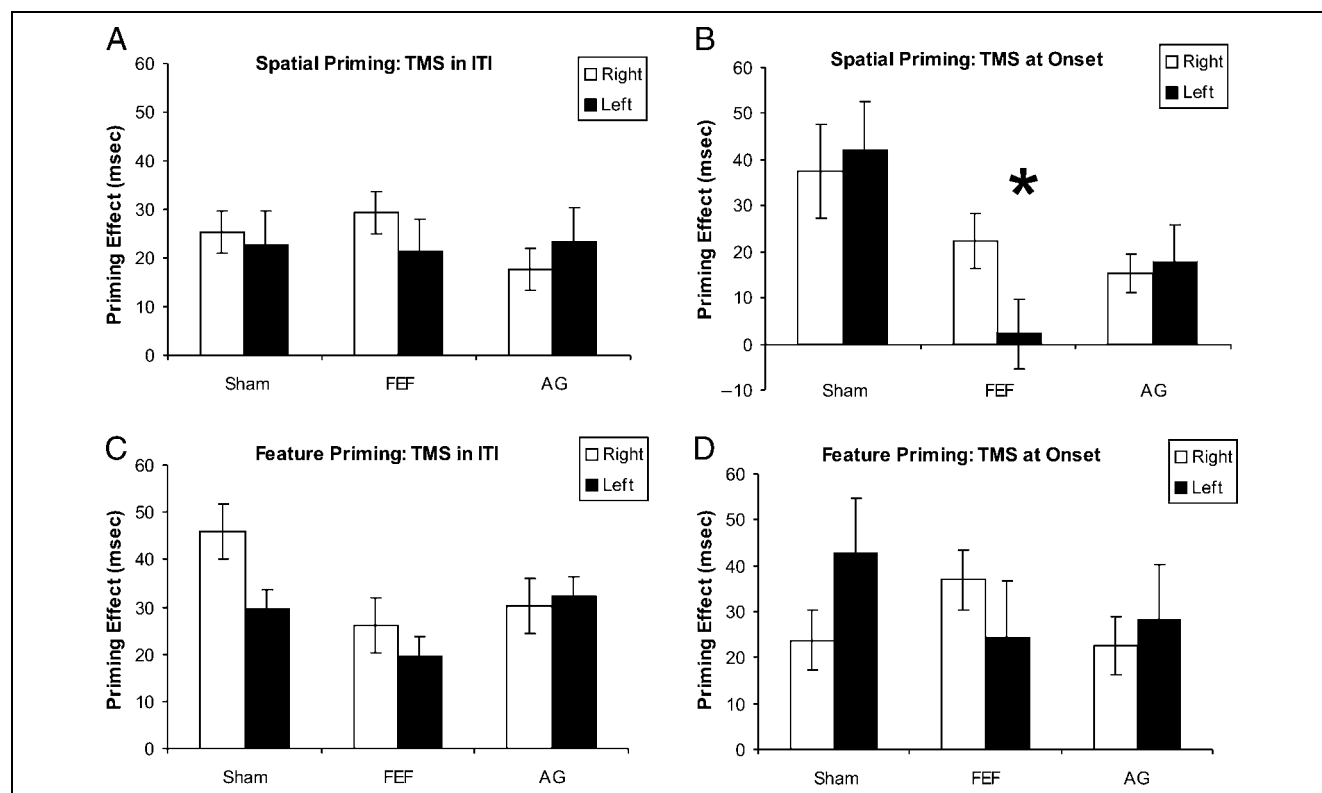 A
Spatial Priming: TMS in ITI
Right
Left
Priming Effect (msec)
60
50
40
30
20
10
0
Sham FEF AG
B
Spatial Priming: TMS at Onset
Right
Left
Priming Effect (msec)
60
50
40
30
20
10
0
–10
*
Sham FEF AG
C
Feature Priming: TMS in ITI
Right
Left
Priming Effect (msec)
60
50
40
30
20
10
0
Sham FEF AG
D
Feature Priming: TMS at Onset
Right
Left
Priming Effect (msec)
60
50
40
30
20
10
0
Sham FEF AG